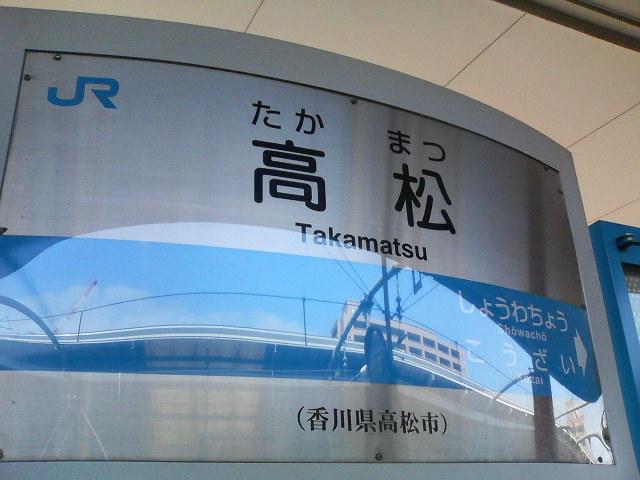 JR
たか まつ
高松
Takamatsu
しょうわちょう
Shōwachō
こうざい
(香川県高松市)